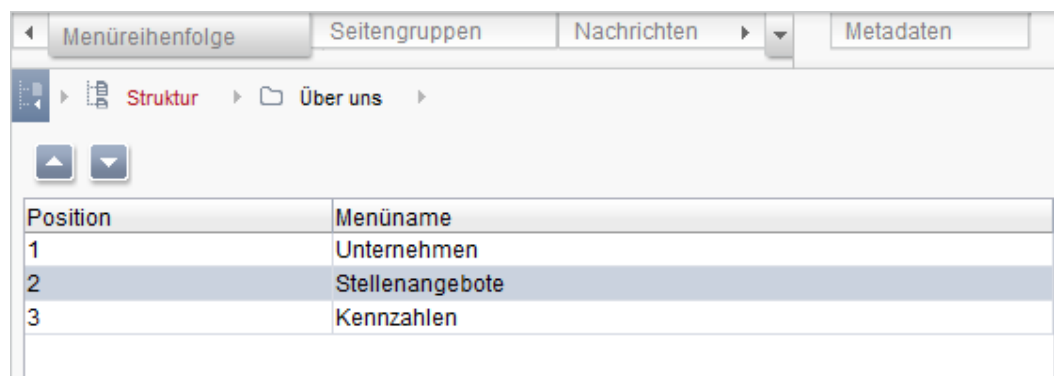 Menüreihenfolge Seitengruppen Nachrichten Metadaten
Struktur Über uns
Position Menüname
1 Unternehmen
2 Stellenangebote
3 Kennzahlen